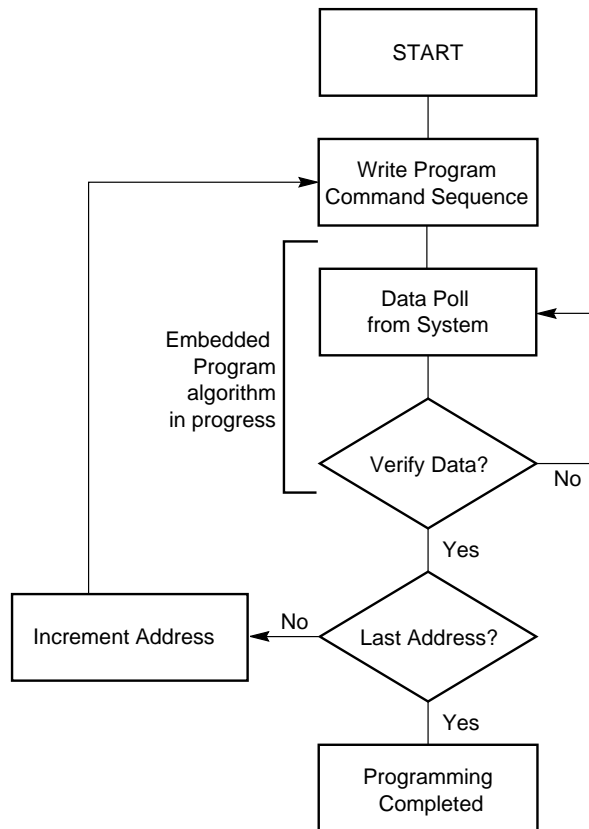 START
Write Program
Command Sequence
Data Poll
from System
Embedded
Program
algorithm
in progress
Verify Data?
No
Yes
Increment Address
No
Last Address?
Yes
Programming
Completed